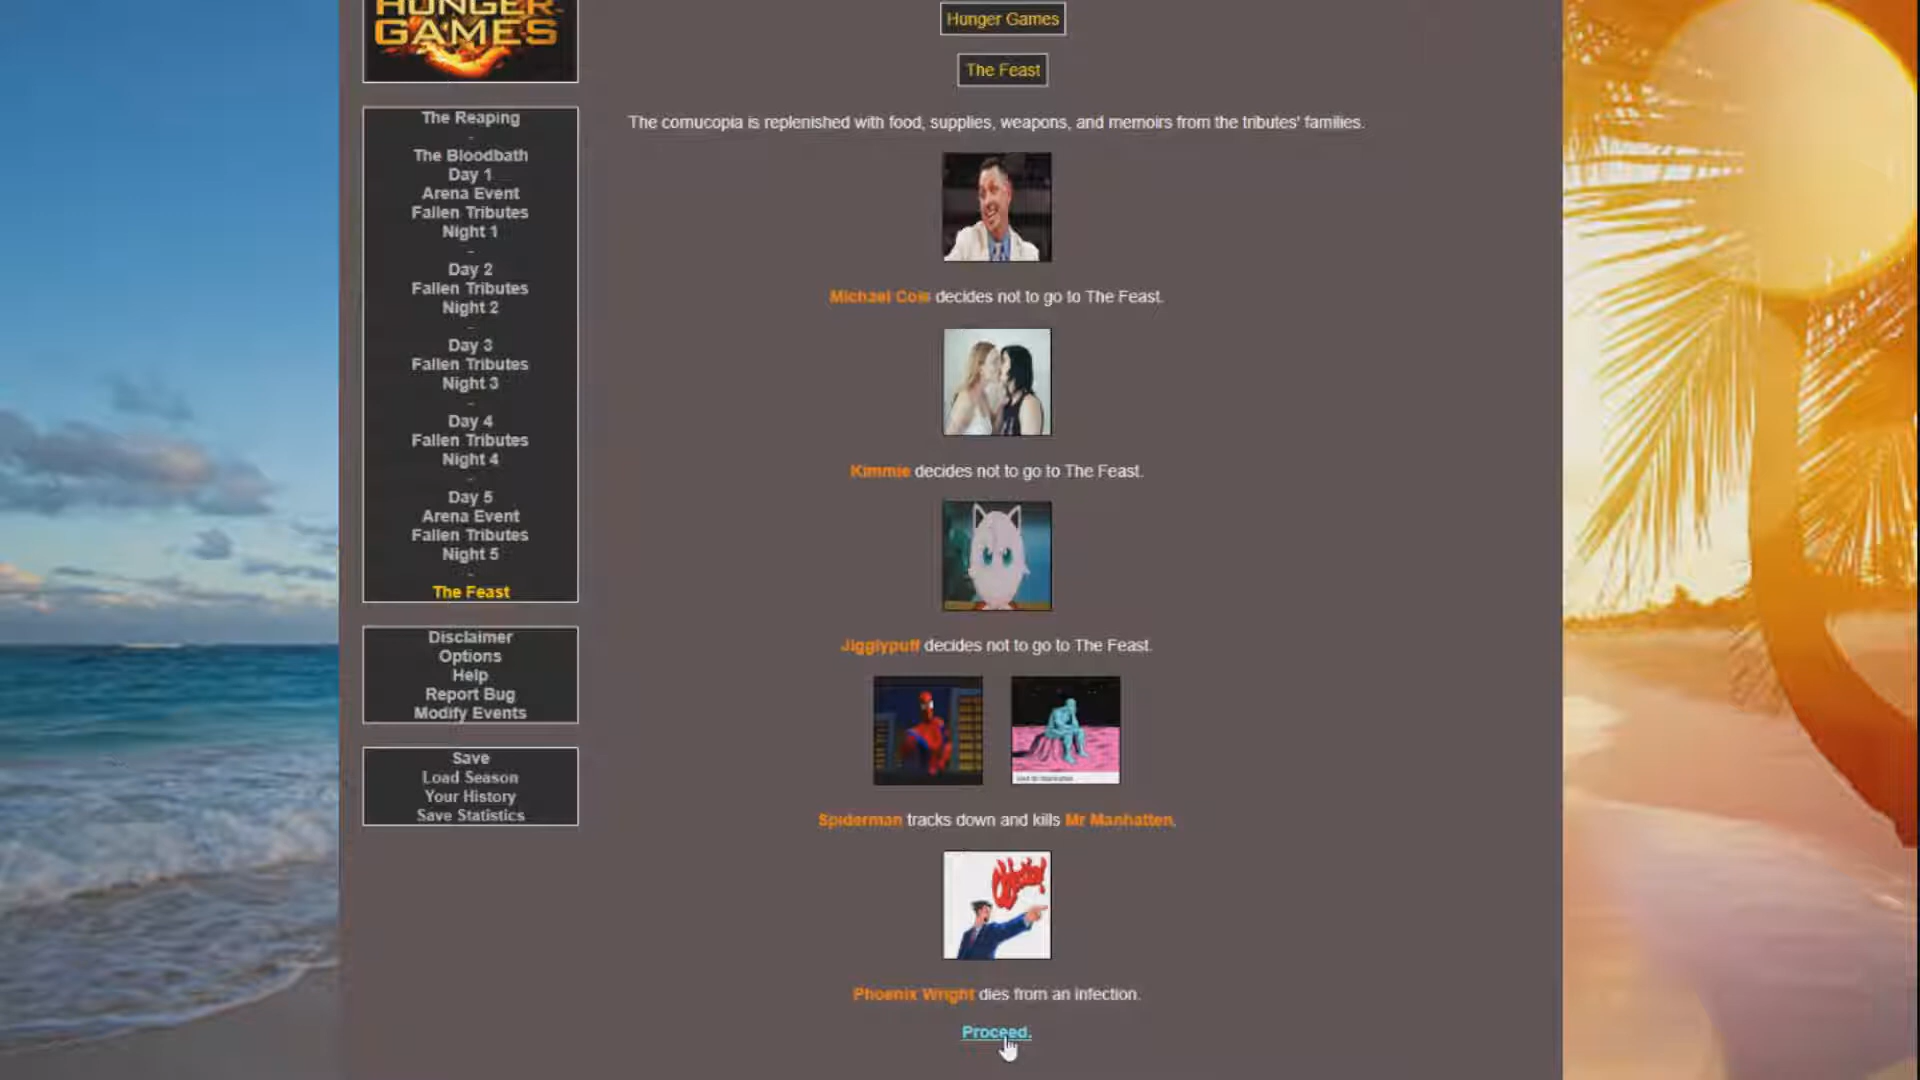 HUNGER
GAMES
Hunger Games
The Feast
The Reaping
-
The Bloodbath
Day 1
Arena Event
Fallen Tributes
Night 1
-
Day 2
Fallen Tributes
Night 2
-
Day 3
Fallen Tributes
Night 3
-
Day 4
Fallen Tributes
Night 4
-
Day 5
Arena Event
Fallen Tributes
Night 5
-
The Feast
Disclaimer
Options
Help
Report Bug
Modify Events
Save
Load Season
Your History
Save Statistics
The cornucopia is replenished with food, supplies, weapons, and memoirs from the tributes' families.
Michael Cole decides not to go to The Feast.
Kimmie decides not to go to The Feast.
Jigglypuff decides not to go to The Feast.
Spiderman tracks down and kills Mr Manhatten.
Objection!
Phoenix Wright dies from an infection.
Proceed.